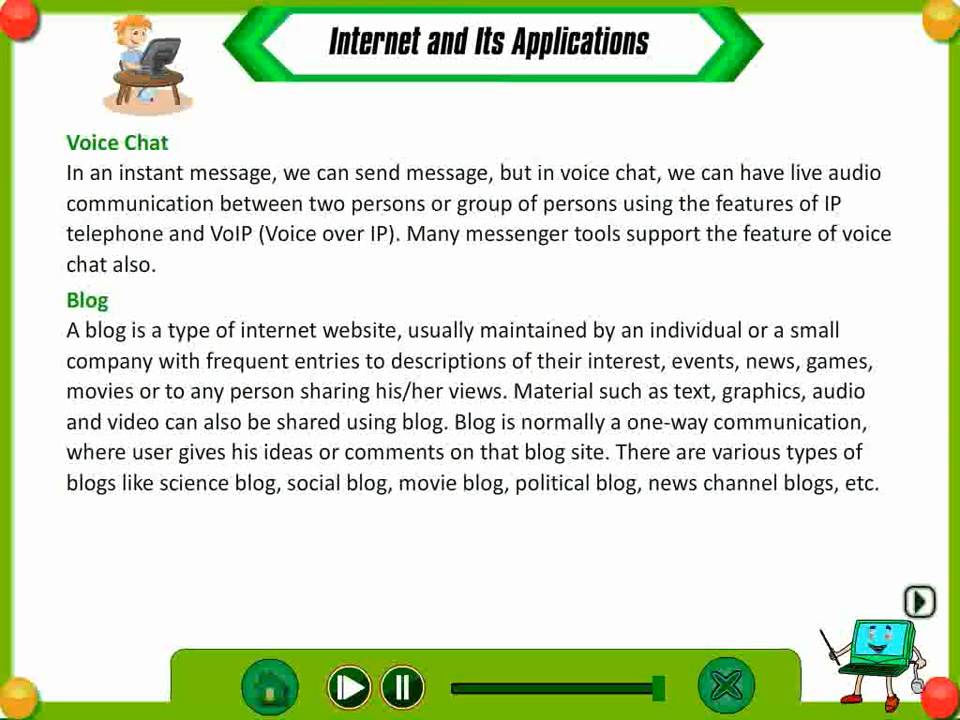 Internet and Its Applications
Voice Chat
In an instant message, we can send message, but in voice chat, we can have live audio
communication between two persons or group of persons using the features of IP
telephone and VoIP (Voice over IP). Many messenger tools support the feature of voice
chat also.
Blog
A blog is a type of internet website, usually maintained by an individual or a small
company with frequent entries to descriptions of their interest, events, news, games,
movies or to any person sharing his/her views. Material such as text, graphics, audio
and video can also be shared using blog. Blog is normally a one-way communication,
where user gives his ideas or comments on that blog site. There are various types of
blogs like science blog, social blog, movie blog, political blog, news channel blogs, etc.